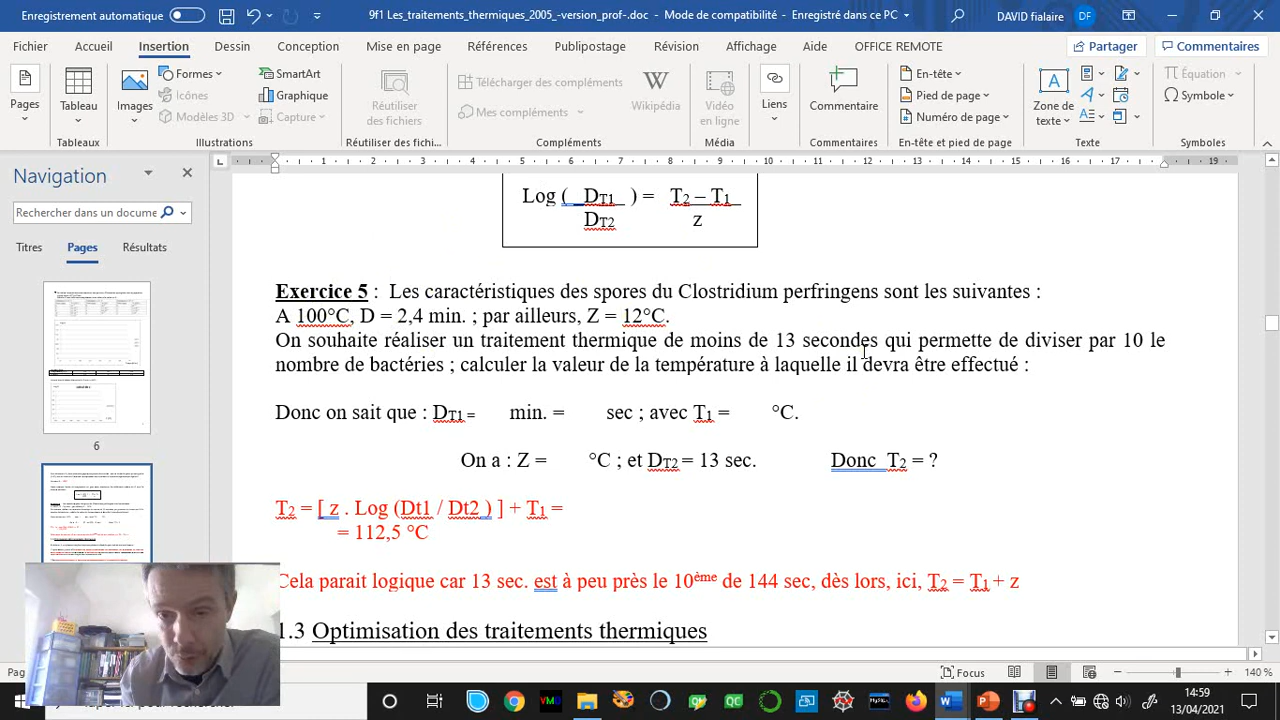 9f1 Les_traitements_thermiques_2005_-version_prof-.doc - Mode de compatibilité - Enregistré dans ce PC
DAVID fialaire DF
Fichier Accueil Insertion Dessin Conception Mise en page Références Publipostage Révision Affichage Aide OFFICE REMOTE Partager Commentaires
Pages
Tableau
Images
Formes
Icônes
Modèles 3D
SmartArt
Graphique
Capture
Réutiliser des fichiers
Télécharger des compléments
Mes compléments
Wikipédia
Vidéo en ligne
Liens
Commentaire
En-tête
Pied de page
Numéro de page
Zone de texte
Équation
Symbole
Tableaux Illustrations Réutiliser des fichi... Compléments Média Commentaires En-tête et pied de page Texte Symboles
Navigation
Rechercher dans un docume
Titres Pages Résultats
6
Log ( DT1 ) = T2 – T1
DT2 z
Exercice 5 : Les caractéristiques des spores du Clostridium perfringens sont les suivantes :
A 100°C, D = 2,4 min. ; par ailleurs, Z = 12°C.
On souhaite réaliser un traitement thermique de moins de 13 secondes qui permette de diviser par 10 le
nombre de bactéries ; calculer la valeur de la température à laquelle il devra être effectué :
Donc on sait que : DT1 = min. = sec ; avec T1 = °C.
On a : Z = °C ; et DT2 = 13 sec. Donc T2 = ?
T2 = [ z . Log (Dt1 / Dt2 ) ] - T1 =
= 112,5 °C
Cela parait logique car 13 sec. est à peu près le 10ème de 144 sec, dès lors, ici, T2 = T1 + z
1.3 Optimisation des traitements thermiques
Focus
140 %
14:59
13/04/2021